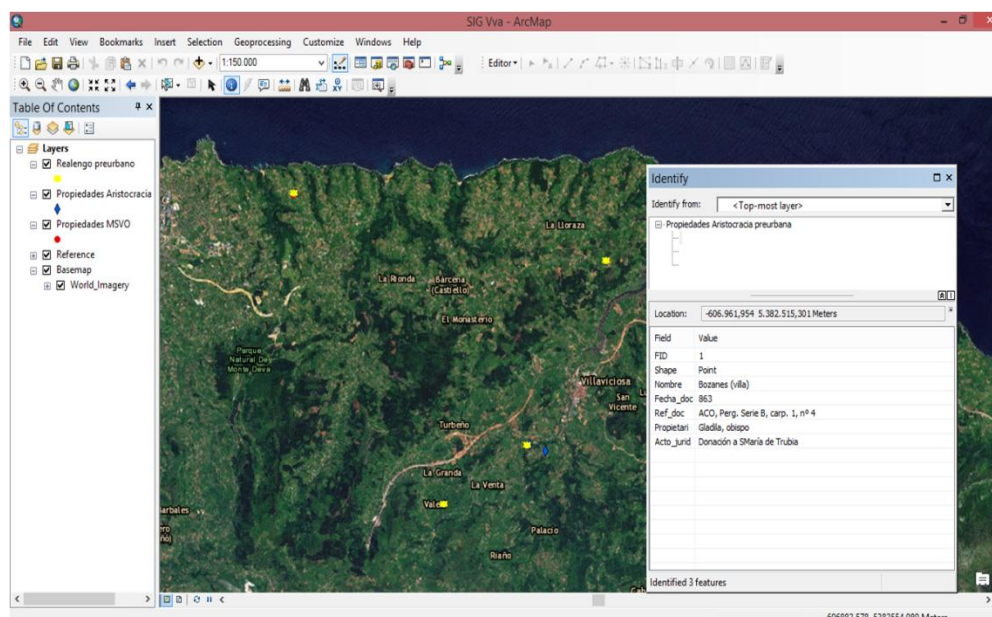 SIG Vva - ArcMap
File Edit View Bookmarks Insert Selection Geoprocessing Customize Windows Help
1:150.000
Editor
Table Of Contents
Layers
Realengo preurbano
Propiedades Aristocracia
Propiedades MSVO
Reference
Basemap
World_Imagery
La Lloraza
La Rionda
Bárcena
(Castiello)
El Monasterio
Parque
Natural De
Monte Deva
Villaviciosa
San
Vicente
Turbeño
La Granda
La Venta
Palacio
Riaño
Identify
Identify from: <Top-most layer>
Propiedades Aristocracia preurbana
Location: -606.961,954 5.382.515,301 Meters
Field Value
FID 1
Shape Point
Nombre Bozanes (villa)
Fecha_doc 863
Ref_doc ACO, Perg. Serie B, carp. 1, nº 4
Propietari Gladila, obispo
Acto_jurid Donación a SMaría de Trubia
Identified 3 features